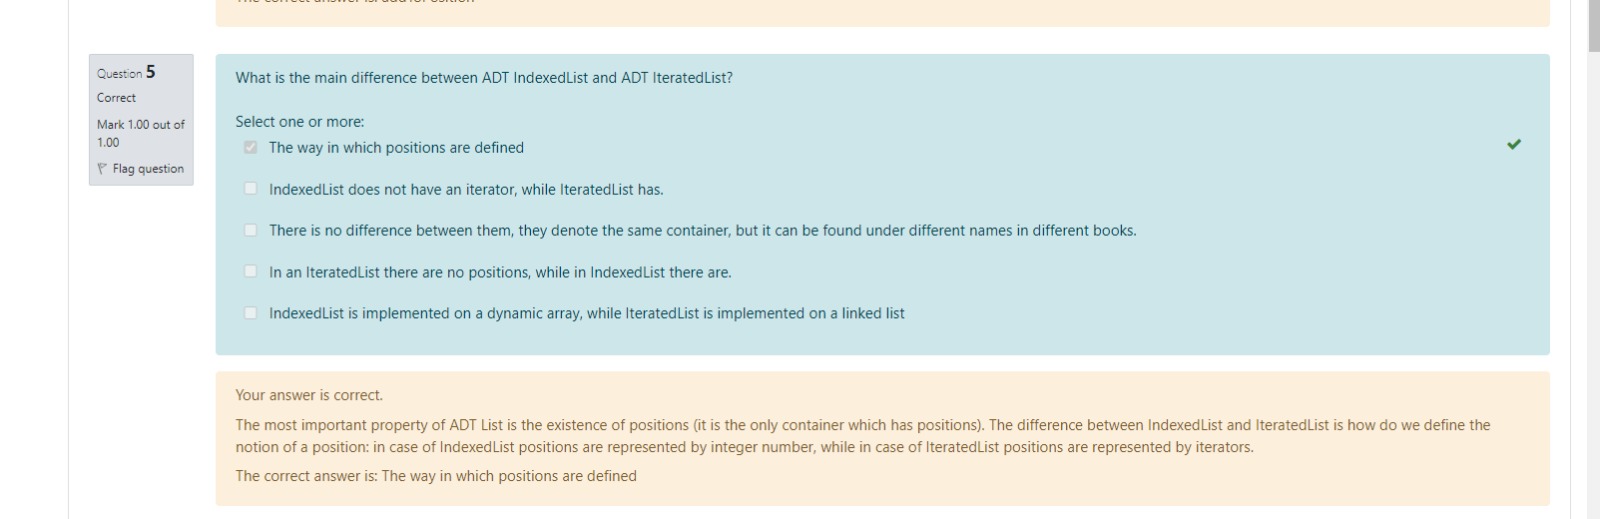 Question 5
Correct
Mark 1.00 out of
1.00
Flag question
What is the main difference between ADT IndexedList and ADT IteratedList?
Select one or more:
The way in which positions are defined
IndexedList does not have an iterator, while IteratedList has.
There is no difference between them, they denote the same container, but it can be found under different names in different books.
In an IteratedList there are no positions, while in IndexedList there are.
IndexedList is implemented on a dynamic array, while IteratedList is implemented on a linked list
Your answer is correct.
The most important property of ADT List is the existence of positions (it is the only container which has positions). The difference between IndexedList and IteratedList is how do we define the
notion of a position: in case of IndexedList positions are represented by integer number, while in case of IteratedList positions are represented by iterators.
The correct answer is: The way in which positions are defined